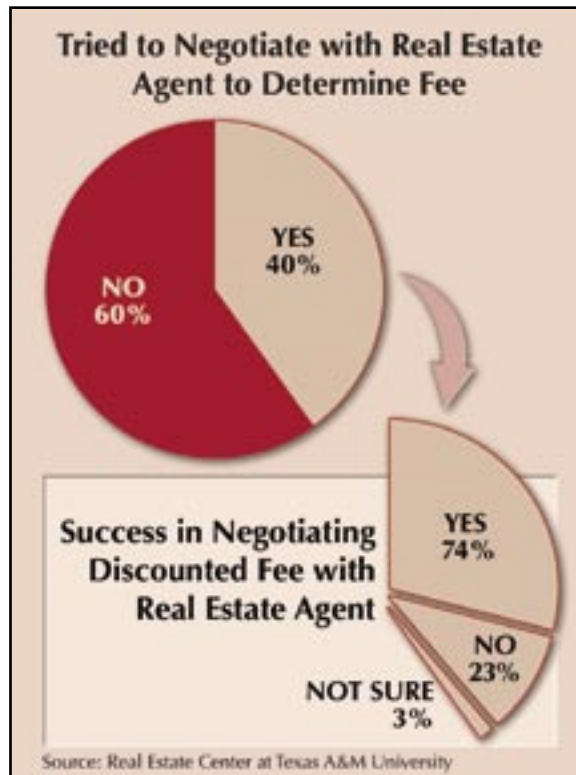 Tried to Negotiate with Real Estate
Agent to Determine Fee
YES
40%
NO
60%
Success in Negotiating
Discounted Fee with
Real Estate Agent
YES
74%
NO
23%
NOT SURE
3%
Source: Real Estate Center at Texas A&M University